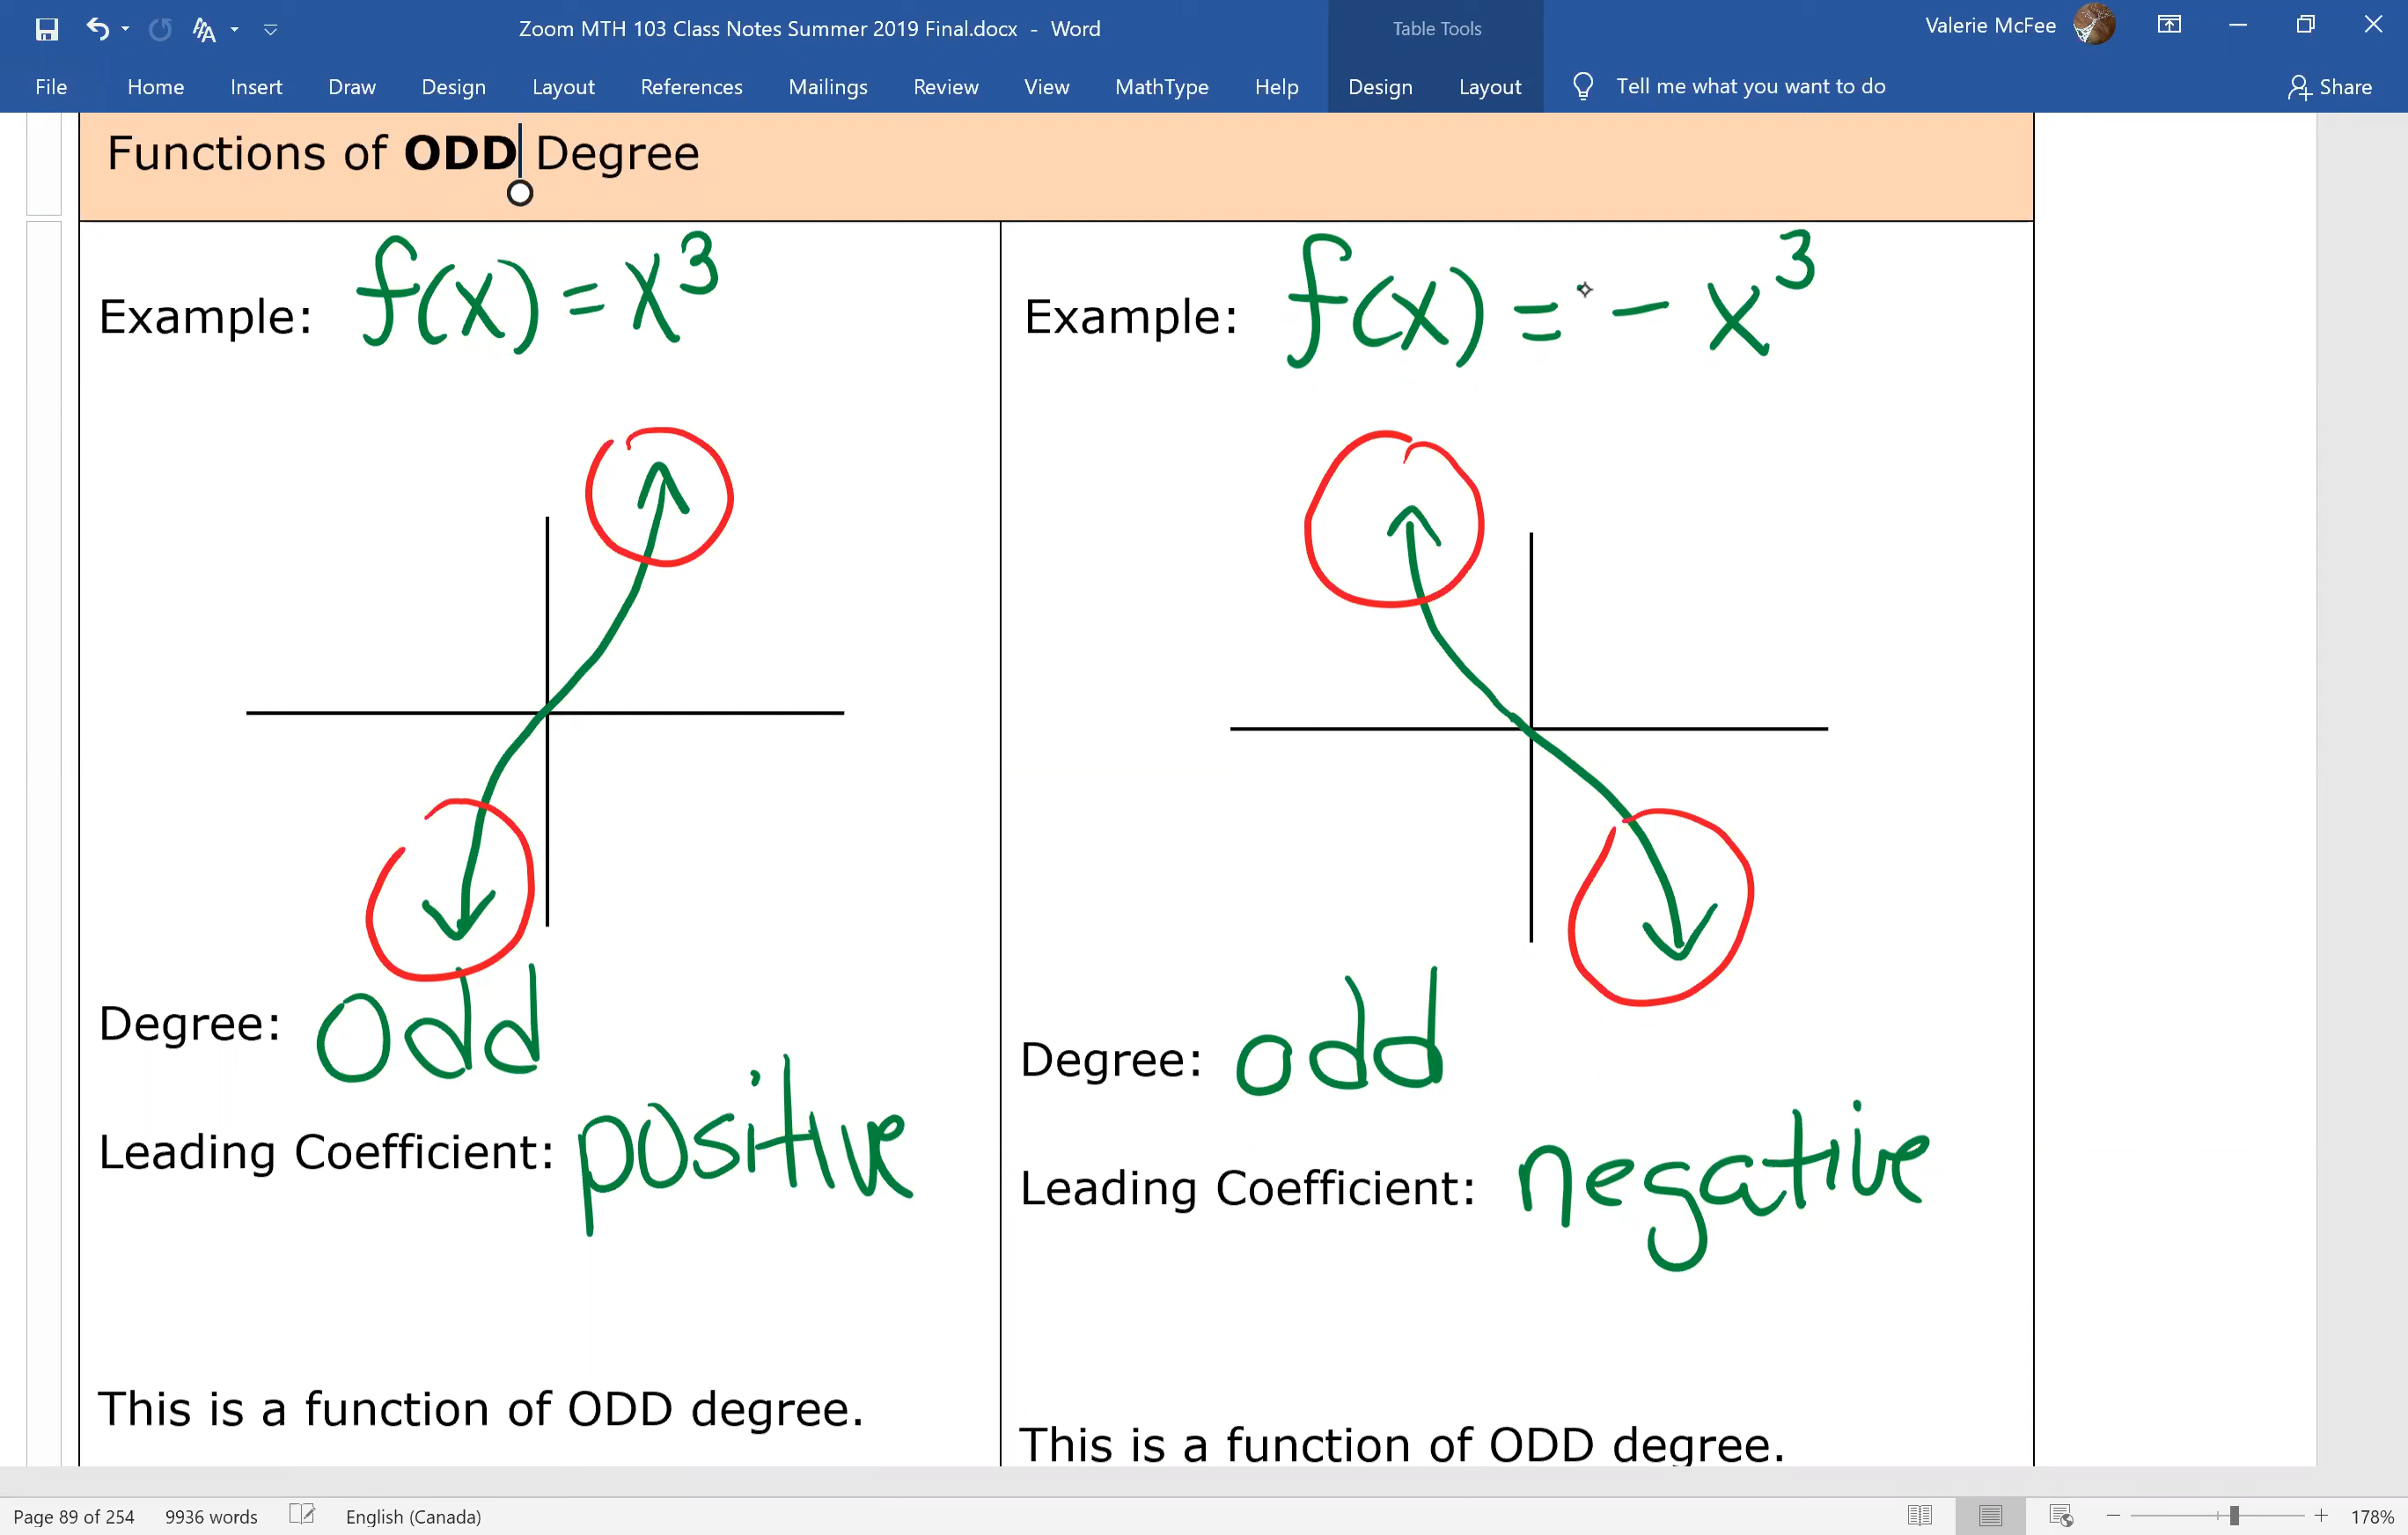 Zoom MTH 103 Class Notes Summer 2019 Final.docx - Word
Table Tools
Valerie McFee
File Home Insert Draw Design Layout References Mailings Review View MathType Help Design Layout Tell me what you want to do Share
Functions of ODD Degree
Example: f(x) = x³
Degree: odd
Leading Coefficient: positive
This is a function of ODD degree.
Example: f(x) = - x³
Degree: odd
Leading Coefficient: negative
This is a function of ODD degree.
Page 89 of 254 9936 words English (Canada) 178%